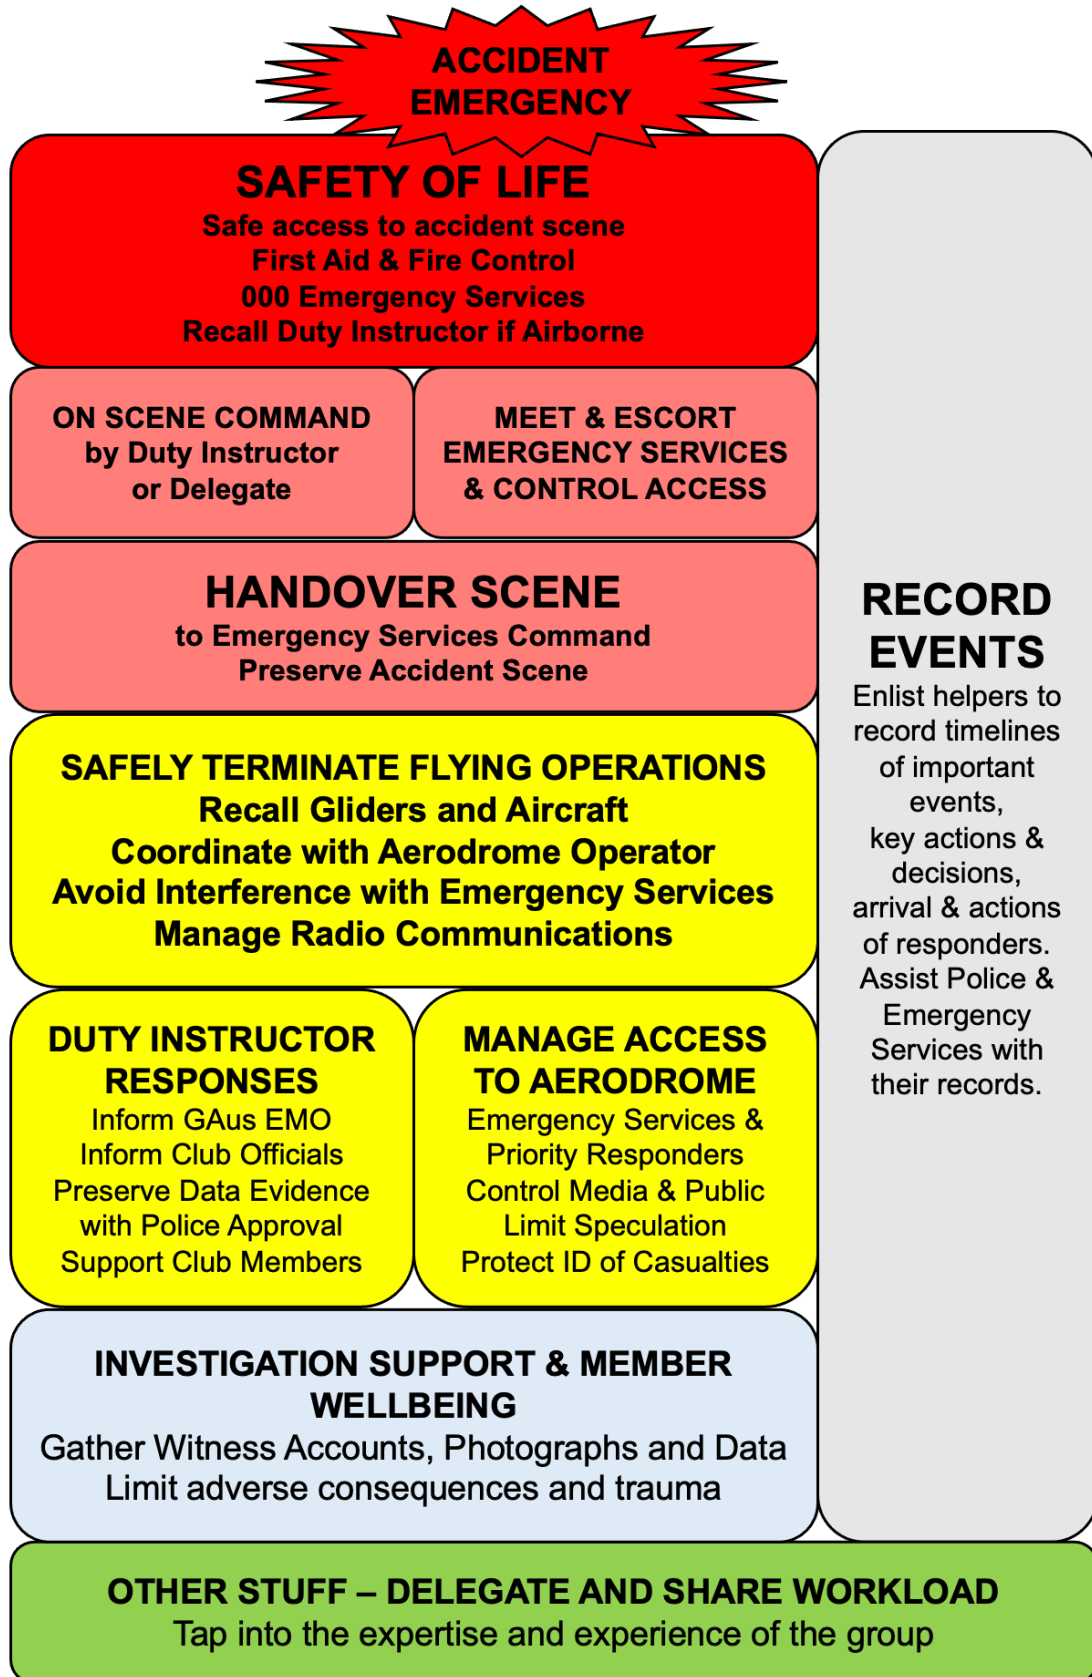 ACCIDENT
EMERGENCY
SAFETY OF LIFE
Safe access to accident scene
First Aid & Fire Control
000 Emergency Services
Recall Duty Instructor if Airborne
ON SCENE COMMAND
by Duty Instructor
or Delegate
MEET & ESCORT
EMERGENCY SERVICES
& CONTROL ACCESS
HANDOVER SCENE
to Emergency Services Command
Preserve Accident Scene
SAFELY TERMINATE FLYING OPERATIONS
Recall Gliders and Aircraft
Coordinate with Aerodrome Operator
Avoid Interference with Emergency Services
Manage Radio Communications
DUTY INSTRUCTOR
RESPONSES
Inform GAus EMO
Inform Club Officials
Preserve Data Evidence
with Police Approval
Support Club Members
MANAGE ACCESS
TO AERODROME
Emergency Services &
Priority Responders
Control Media & Public
Limit Speculation
Protect ID of Casualties
INVESTIGATION SUPPORT & MEMBER
WELLBEING
Gather Witness Accounts, Photographs and Data
Limit adverse consequences and trauma
RECORD
EVENTS
Enlist helpers to
record timelines
of important
events,
key actions &
decisions,
arrival & actions
of responders.
Assist Police &
Emergency
Services with
their records.
OTHER STUFF – DELEGATE AND SHARE WORKLOAD
Tap into the expertise and experience of the group